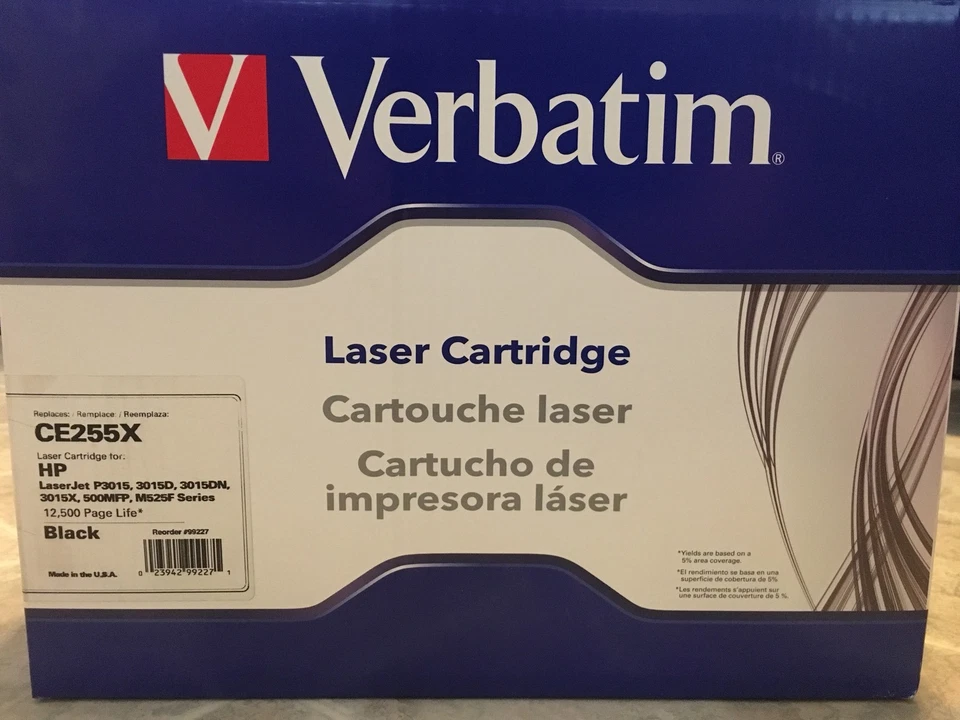 Verbatim®
Laser Cartridge
Cartouche laser
Cartucho de
impresora láser
Replaces: / Remplace: / Reemplaza:
CE255X
Laser Cartridge for:
HP
LaserJet P3015, 3015D, 3015DN,
3015X, 500MFP, M525F Series
12,500 Page Life*
Black
Reorder #99227
0 23942 99227 1
Made in the U.S.A.
*Yields are based on a
5% area coverage.
*El rendimiento se basa en una
superficie de cobertura de 5%
*Les rendements s'appuient sur
une surface de couverture de 5 %.